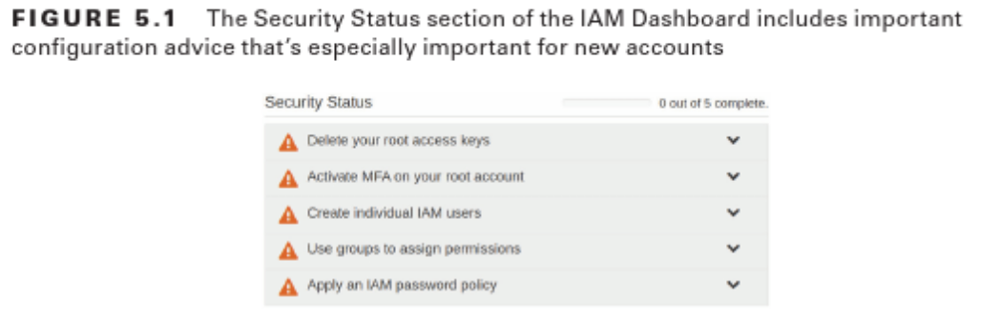 FIGURE 5.1 The Security Status section of the IAM Dashboard includes important
configuration advice that's especially important for new accounts
Security Status 0 out of 5 complete.
Delete your root access keys
Activate MFA on your root account
Create individual IAM users
Use groups to assign permissions
Apply an IAM password policy